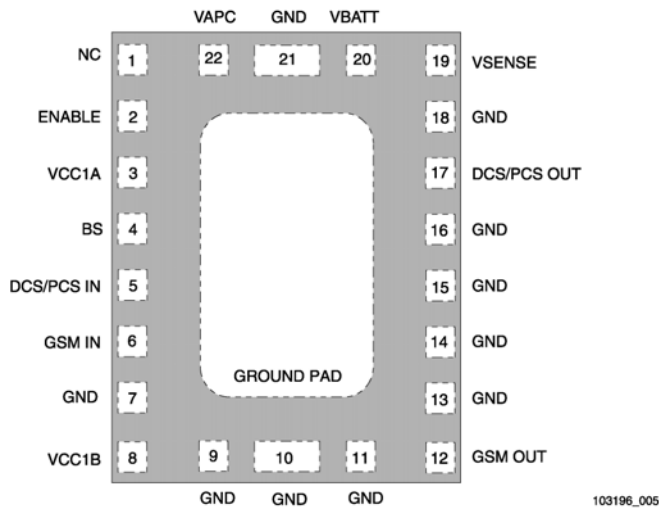 VAPC GND VBATT
NC 1 22 21 20 19 VSENSE
ENABLE 2 18 GND
VCC1A 3 17 DCS/PCS OUT
BS 4 16 GND
DCS/PCS IN 5 15 GND
GSM IN 6 14 GND
GROUND PAD
GND 7 13 GND
VCC1B 8 9 10 11 12 GSM OUT
GND GND GND
103196_005